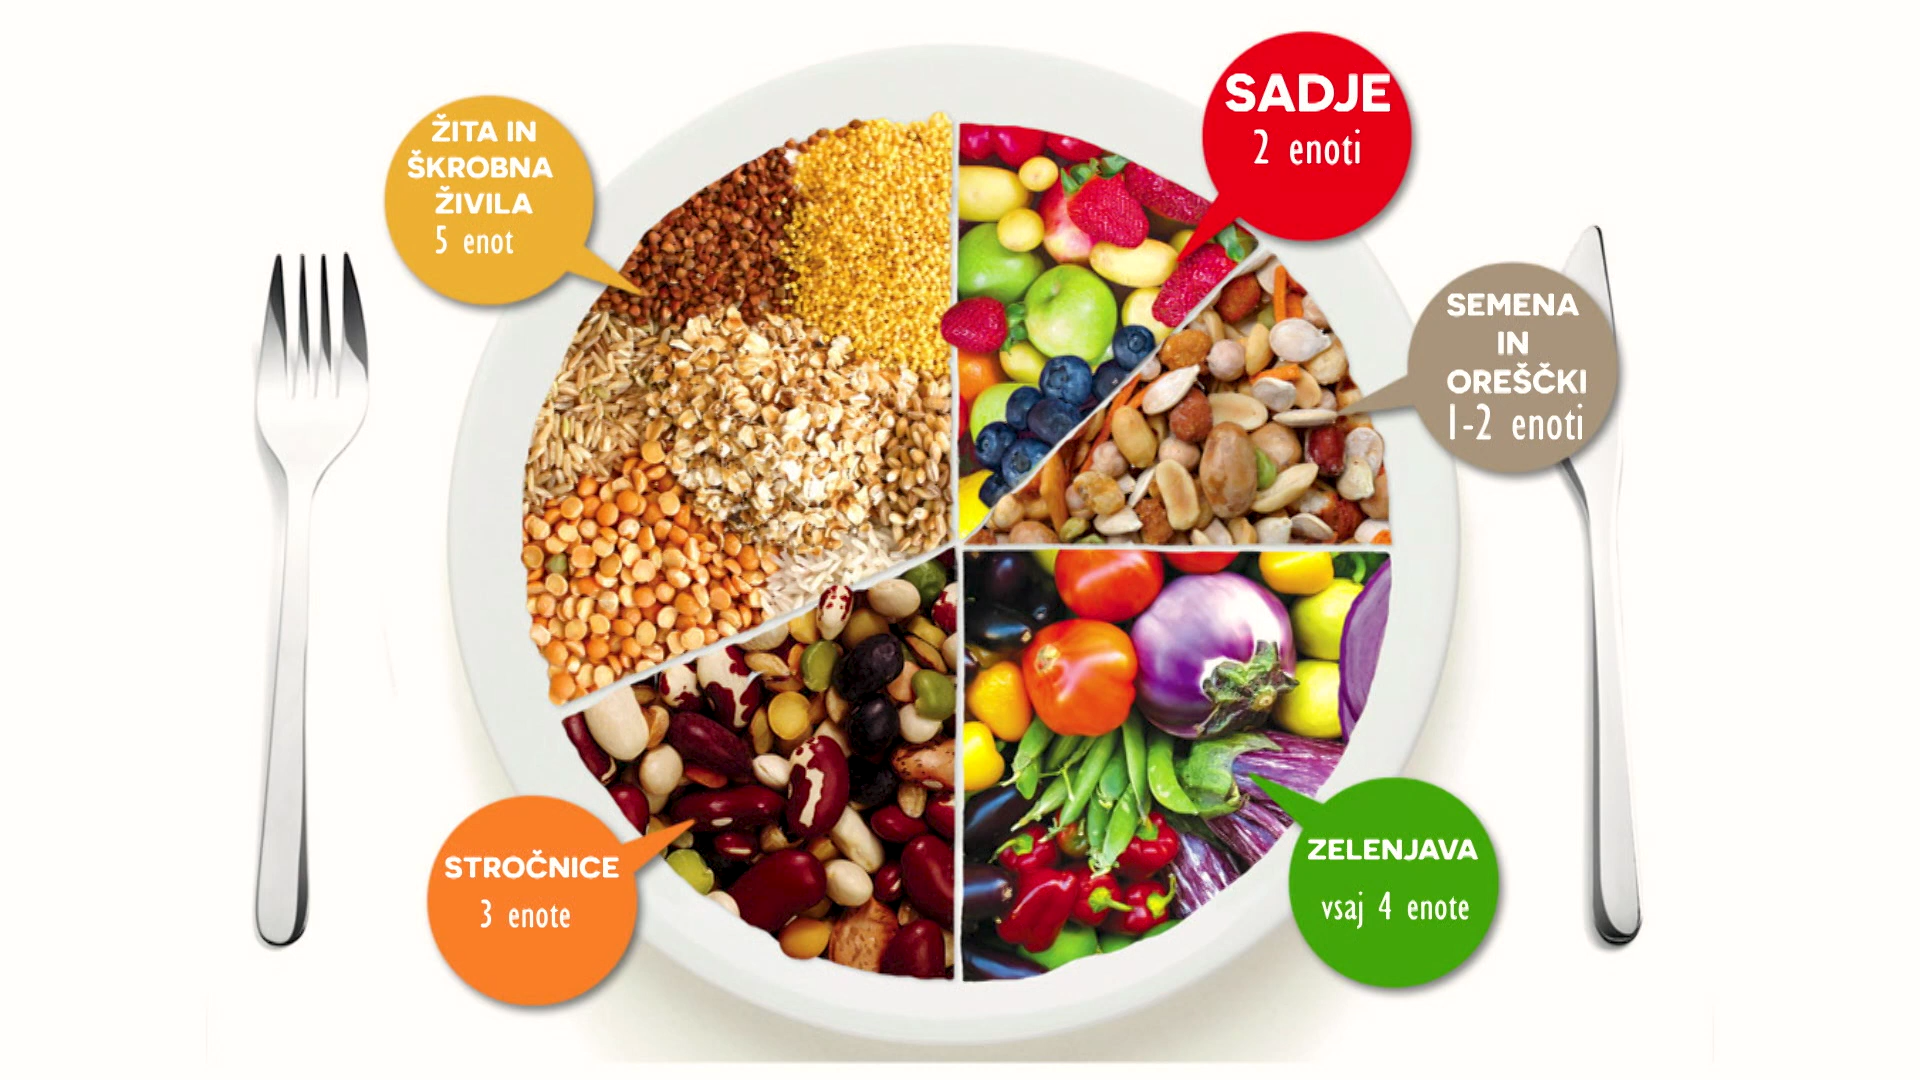 ŽITA IN
ŠKROBNA
ŽIVILA
5 enot
SADJE
2 enoti
SEMENA
IN
OREŠČKI
1-2 enoti
STROČNICE
3 enote
ZELENJAVA
vsaj 4 enote